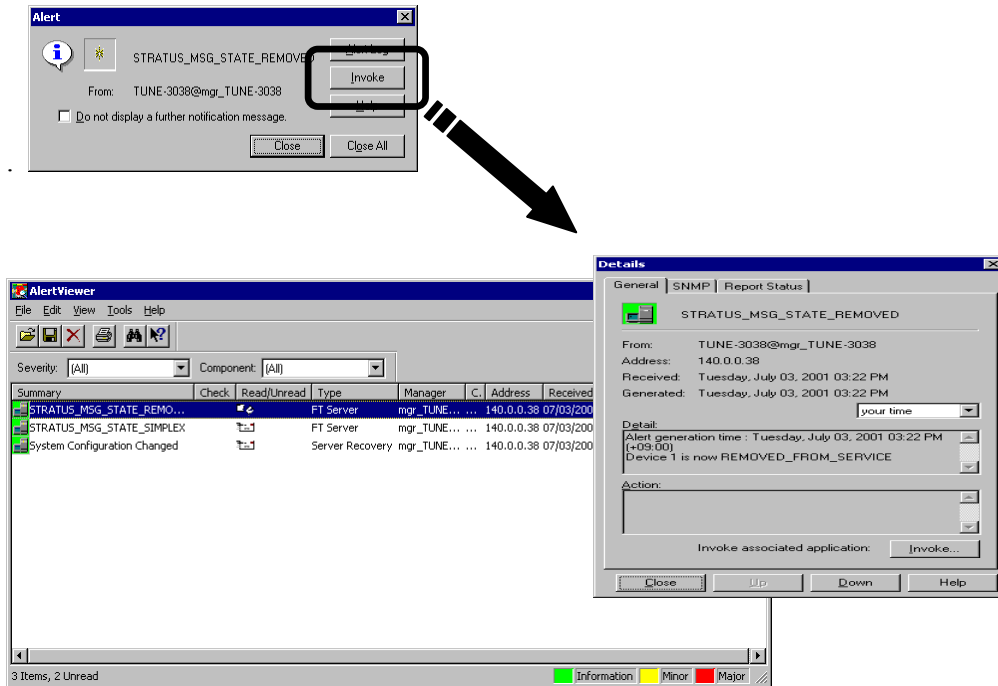 Alert
STRATUS_MSG_STATE_REMOVED
Invoke
From: TUNE-3038@mgr_TUNE-3038
Do not display a further notification message.
Close Close All
.
AlertViewer
File Edit View Tools Help
Severity: (All) Component: (All)
Summary Check Read/Unread Type Manager C. Address Received
STRATUS_MSG_STATE_REMO... FT Server mgr_TUNE... ... 140.0.0.38 07/03/200
STRATUS_MSG_STATE_SIMPLEX FT Server mgr_TUNE... ... 140.0.0.38 07/03/200
System Configuration Changed Server Recovery mgr_TUNE... ... 140.0.0.38 07/03/200
3 Items, 2 Unread Information Minor Major
Details
General SNMP Report Status
STRATUS_MSG_STATE_REMOVED
From: TUNE-3038@mgr_TUNE-3038
Address: 140.0.0.38
Received: Tuesday, July 03, 2001 03:22 PM
Generated: Tuesday, July 03, 2001 03:22 PM
your time
Detail:
Alert generation time : Tuesday, July 03, 2001 03:22 PM
(+09:00)
Device 1 is now REMOVED_FROM_SERVICE
Action:
Invoke associated application: Invoke...
Close Up Down Help